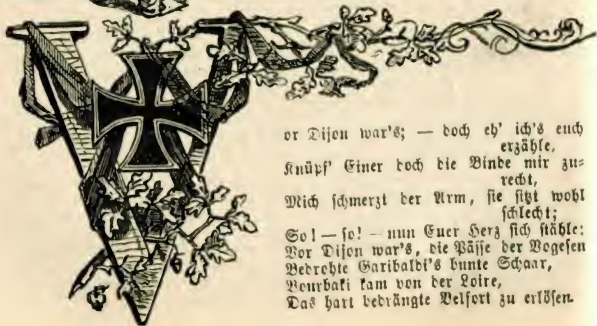 Vor Dijon war's; — doch eh' ich's euch
erzähle,
Knüpf' Einer doch die Binde mir zu-
recht,
Mich schmerzt der Arm, sie sitzt wohl
schlecht;
So! — so! — nun Euer Herz sich stähle:
Vor Dijon war's, die Pässe der Vogesen
Bedrohte Garibaldi's bunte Schaar,
Bourbaki kam von der Loire,
Das hart bedrängte Belfort zu erlösen.